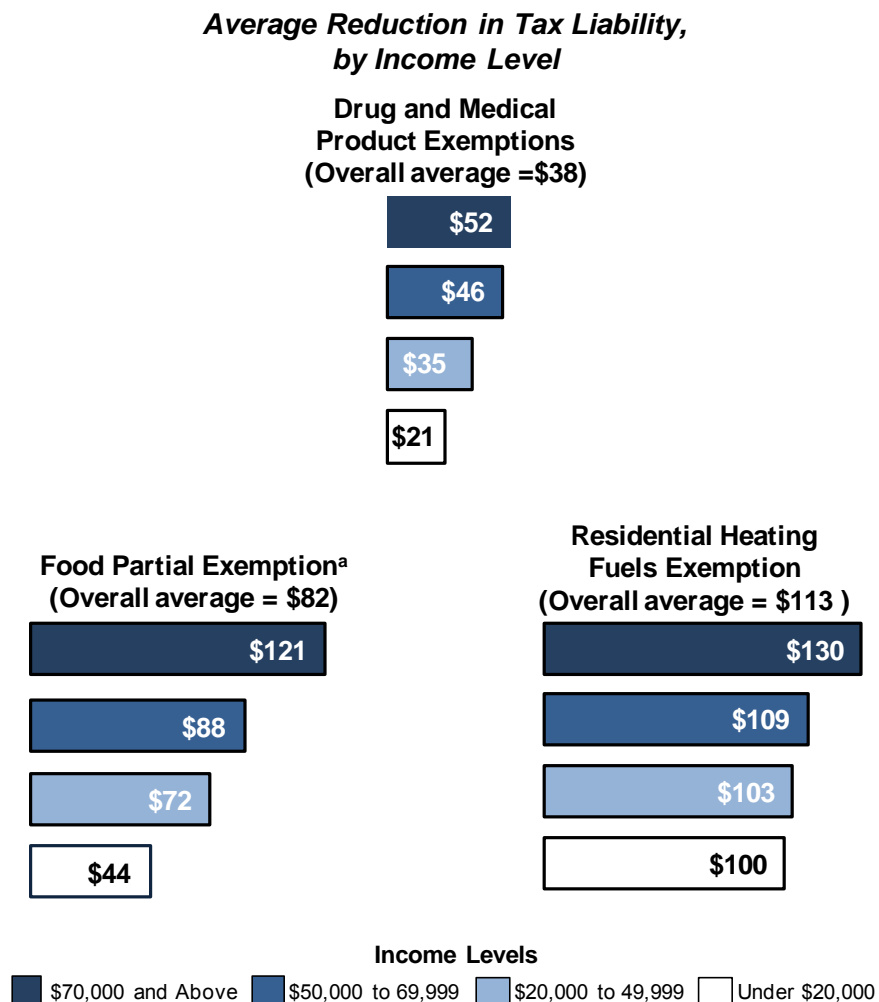 Average Reduction in Tax Liability,
by Income Level
Drug and Medical
Product Exemptions
(Overall average =$38)
$52
$46
$35
$21
Food Partial Exemptionᵃ
(Overall average = $82)
$121
$88
$72
$44
Residential Heating
Fuels Exemption
(Overall average = $113 )
$130
$109
$103
$100
Income Levels
$70,000 and Above $50,000 to 69,999 $20,000 to 49,999 Under $20,000